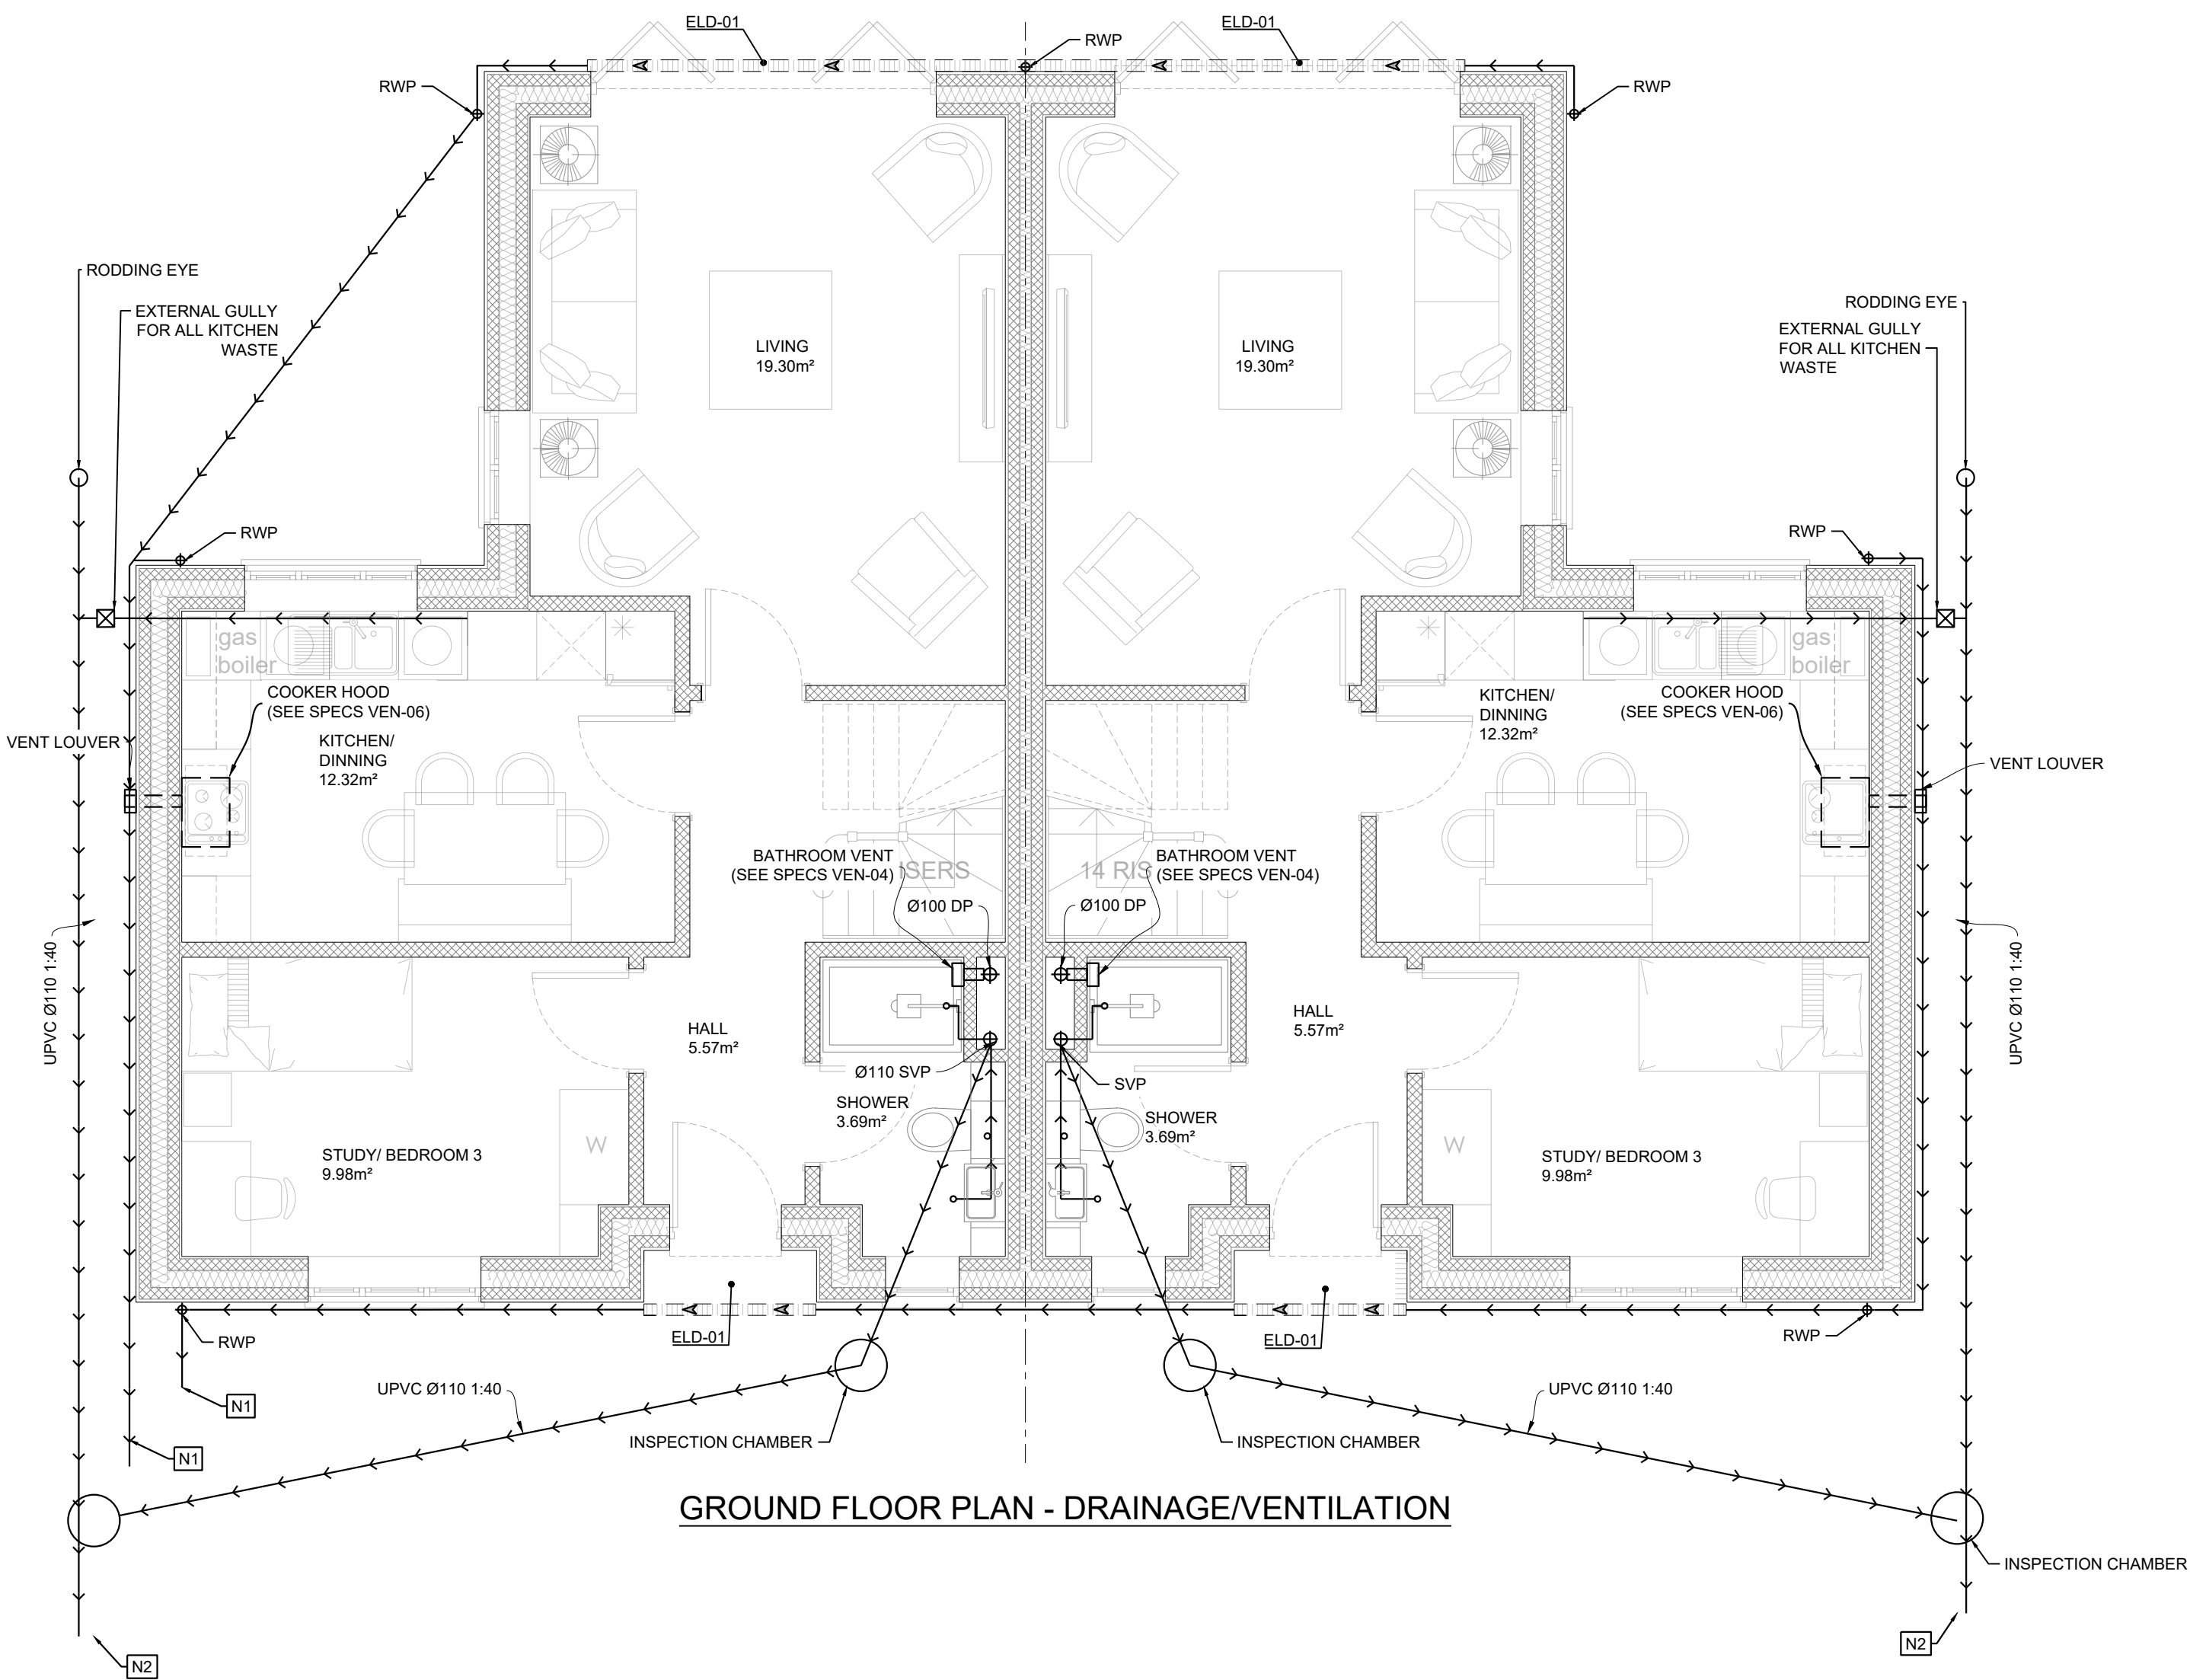 ELD-01
ELD-01
RWP
RWP
RWP
RODDING EYE
EXTERNAL GULLY
FOR ALL KITCHEN
WASTE
RODDING EYE
EXTERNAL GULLY
FOR ALL KITCHEN
WASTE
LIVING
19.30m²
LIVING
19.30m²
RWP
RWP
gas
boiler
gas
boiler
COOKER HOOD
(SEE SPECS VEN-06)
KITCHEN/
DINNING
12.32m²
VENT LOUVER
KITCHEN/
DINNING
12.32m²
COOKER HOOD
(SEE SPECS VEN-06)
VENT LOUVER
BATHROOM VENT
(SEE SPECS VEN-04)
ISERS
14 RIS
BATHROOM VENT
(SEE SPECS VEN-04)
Ø100 DP
Ø100 DP
UPVC Ø110 1:40
UPVC Ø110 1:40
HALL
5.57m²
HALL
5.57m²
Ø110 SVP
SVP
SHOWER
3.69m²
SHOWER
3.69m²
STUDY/ BEDROOM 3
9.98m²
W
W
STUDY/ BEDROOM 3
9.98m²
RWP
ELD-01
ELD-01
RWP
N1
UPVC Ø110 1:40
UPVC Ø110 1:40
INSPECTION CHAMBER
INSPECTION CHAMBER
N1
GROUND FLOOR PLAN - DRAINAGE/VENTILATION
INSPECTION CHAMBER
N2
N2